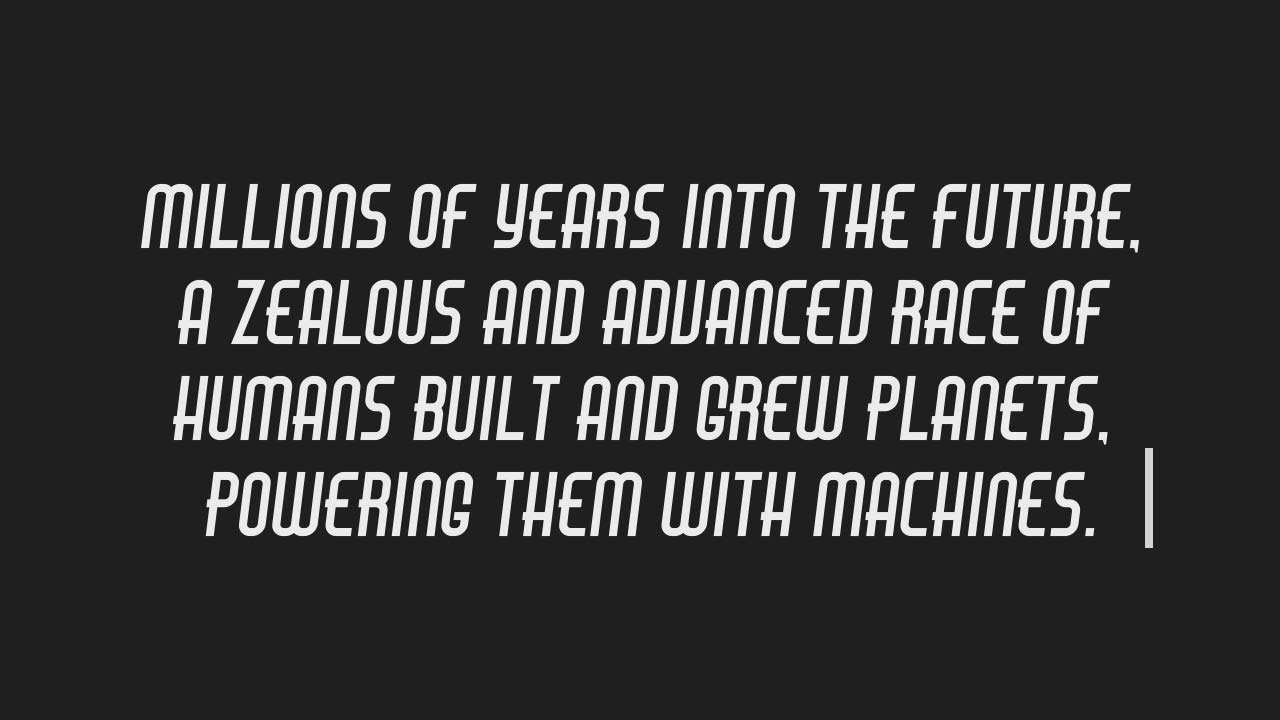 MILLIONS OF YEARS INTO THE FUTURE,
A ZEALOUS AND ADVANCED RACE OF
HUMANS BUILT AND GREW PLANETS,
POWERING THEM WITH MACHINES.